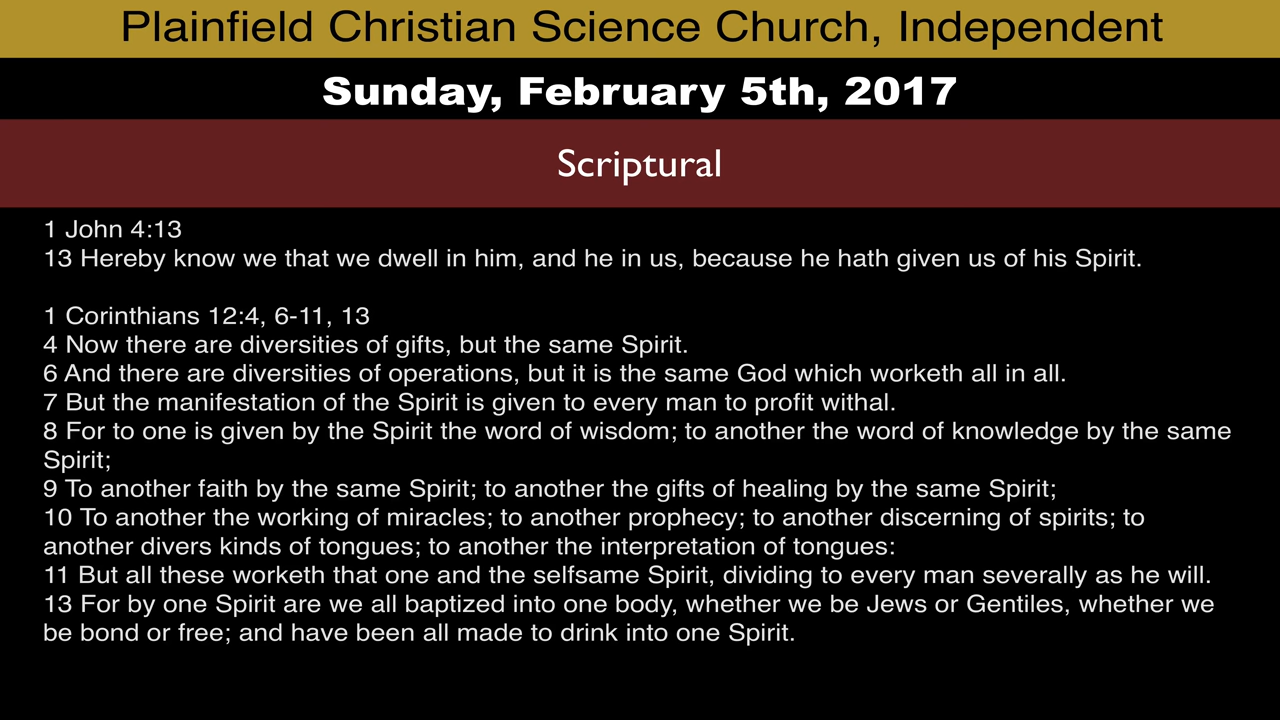 Plainfield Christian Science Church, Independent
Sunday, February 5th, 2017
Scriptural
1 John 4:13
13 Hereby know we that we dwell in him, and he in us, because he hath given us of his Spirit.
1 Corinthians 12:4, 6-11, 13
4 Now there are diversities of gifts, but the same Spirit.
6 And there are diversities of operations, but it is the same God which worketh all in all.
7 But the manifestation of the Spirit is given to every man to profit withal.
8 For to one is given by the Spirit the word of wisdom; to another the word of knowledge by the same
Spirit;
9 To another faith by the same Spirit; to another the gifts of healing by the same Spirit;
10 To another the working of miracles; to another prophecy; to another discerning of spirits; to
another divers kinds of tongues; to another the interpretation of tongues:
11 But all these worketh that one and the selfsame Spirit, dividing to every man severally as he will.
13 For by one Spirit are we all baptized into one body, whether we be Jews or Gentiles, whether we
be bond or free; and have been all made to drink into one Spirit.